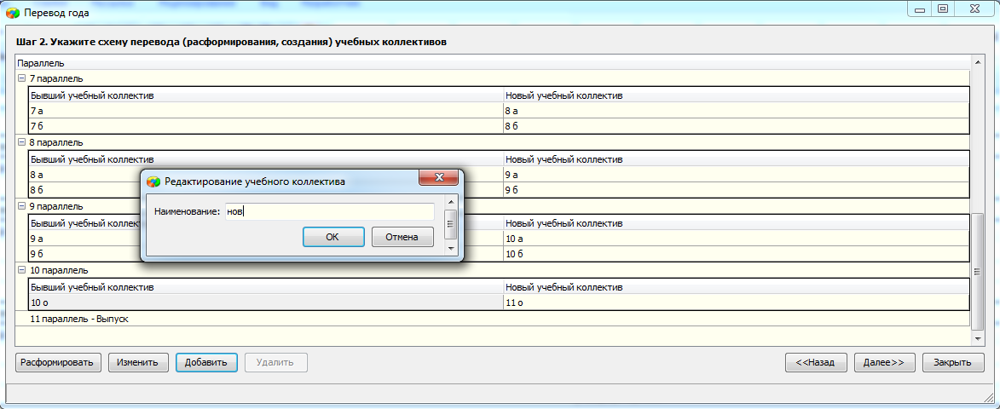 Перевод года
Шаг 2. Укажите схему перевода (расформирования, создания) учебных коллективов
Параллель
7 параллель
Бывший учебный коллектив Новый учебный коллектив
7 а 8 а
7 б 8 б
8 параллель
Бывший учебный коллектив Новый учебный коллектив
8 а 9 а
8 б 9 б
Редактирование учебного коллектива
Наименование: нов
ОК Отмена
9 параллель
Бывший учебный Новый учебный коллектив
9 а 10 а
9 б 10 б
10 параллель
Бывший учебный коллектив Новый учебный коллектив
10 о 11 о
11 параллель - Выпуск
Расформировать Изменить Добавить Удалить <<Назад Далее>> Закрыть